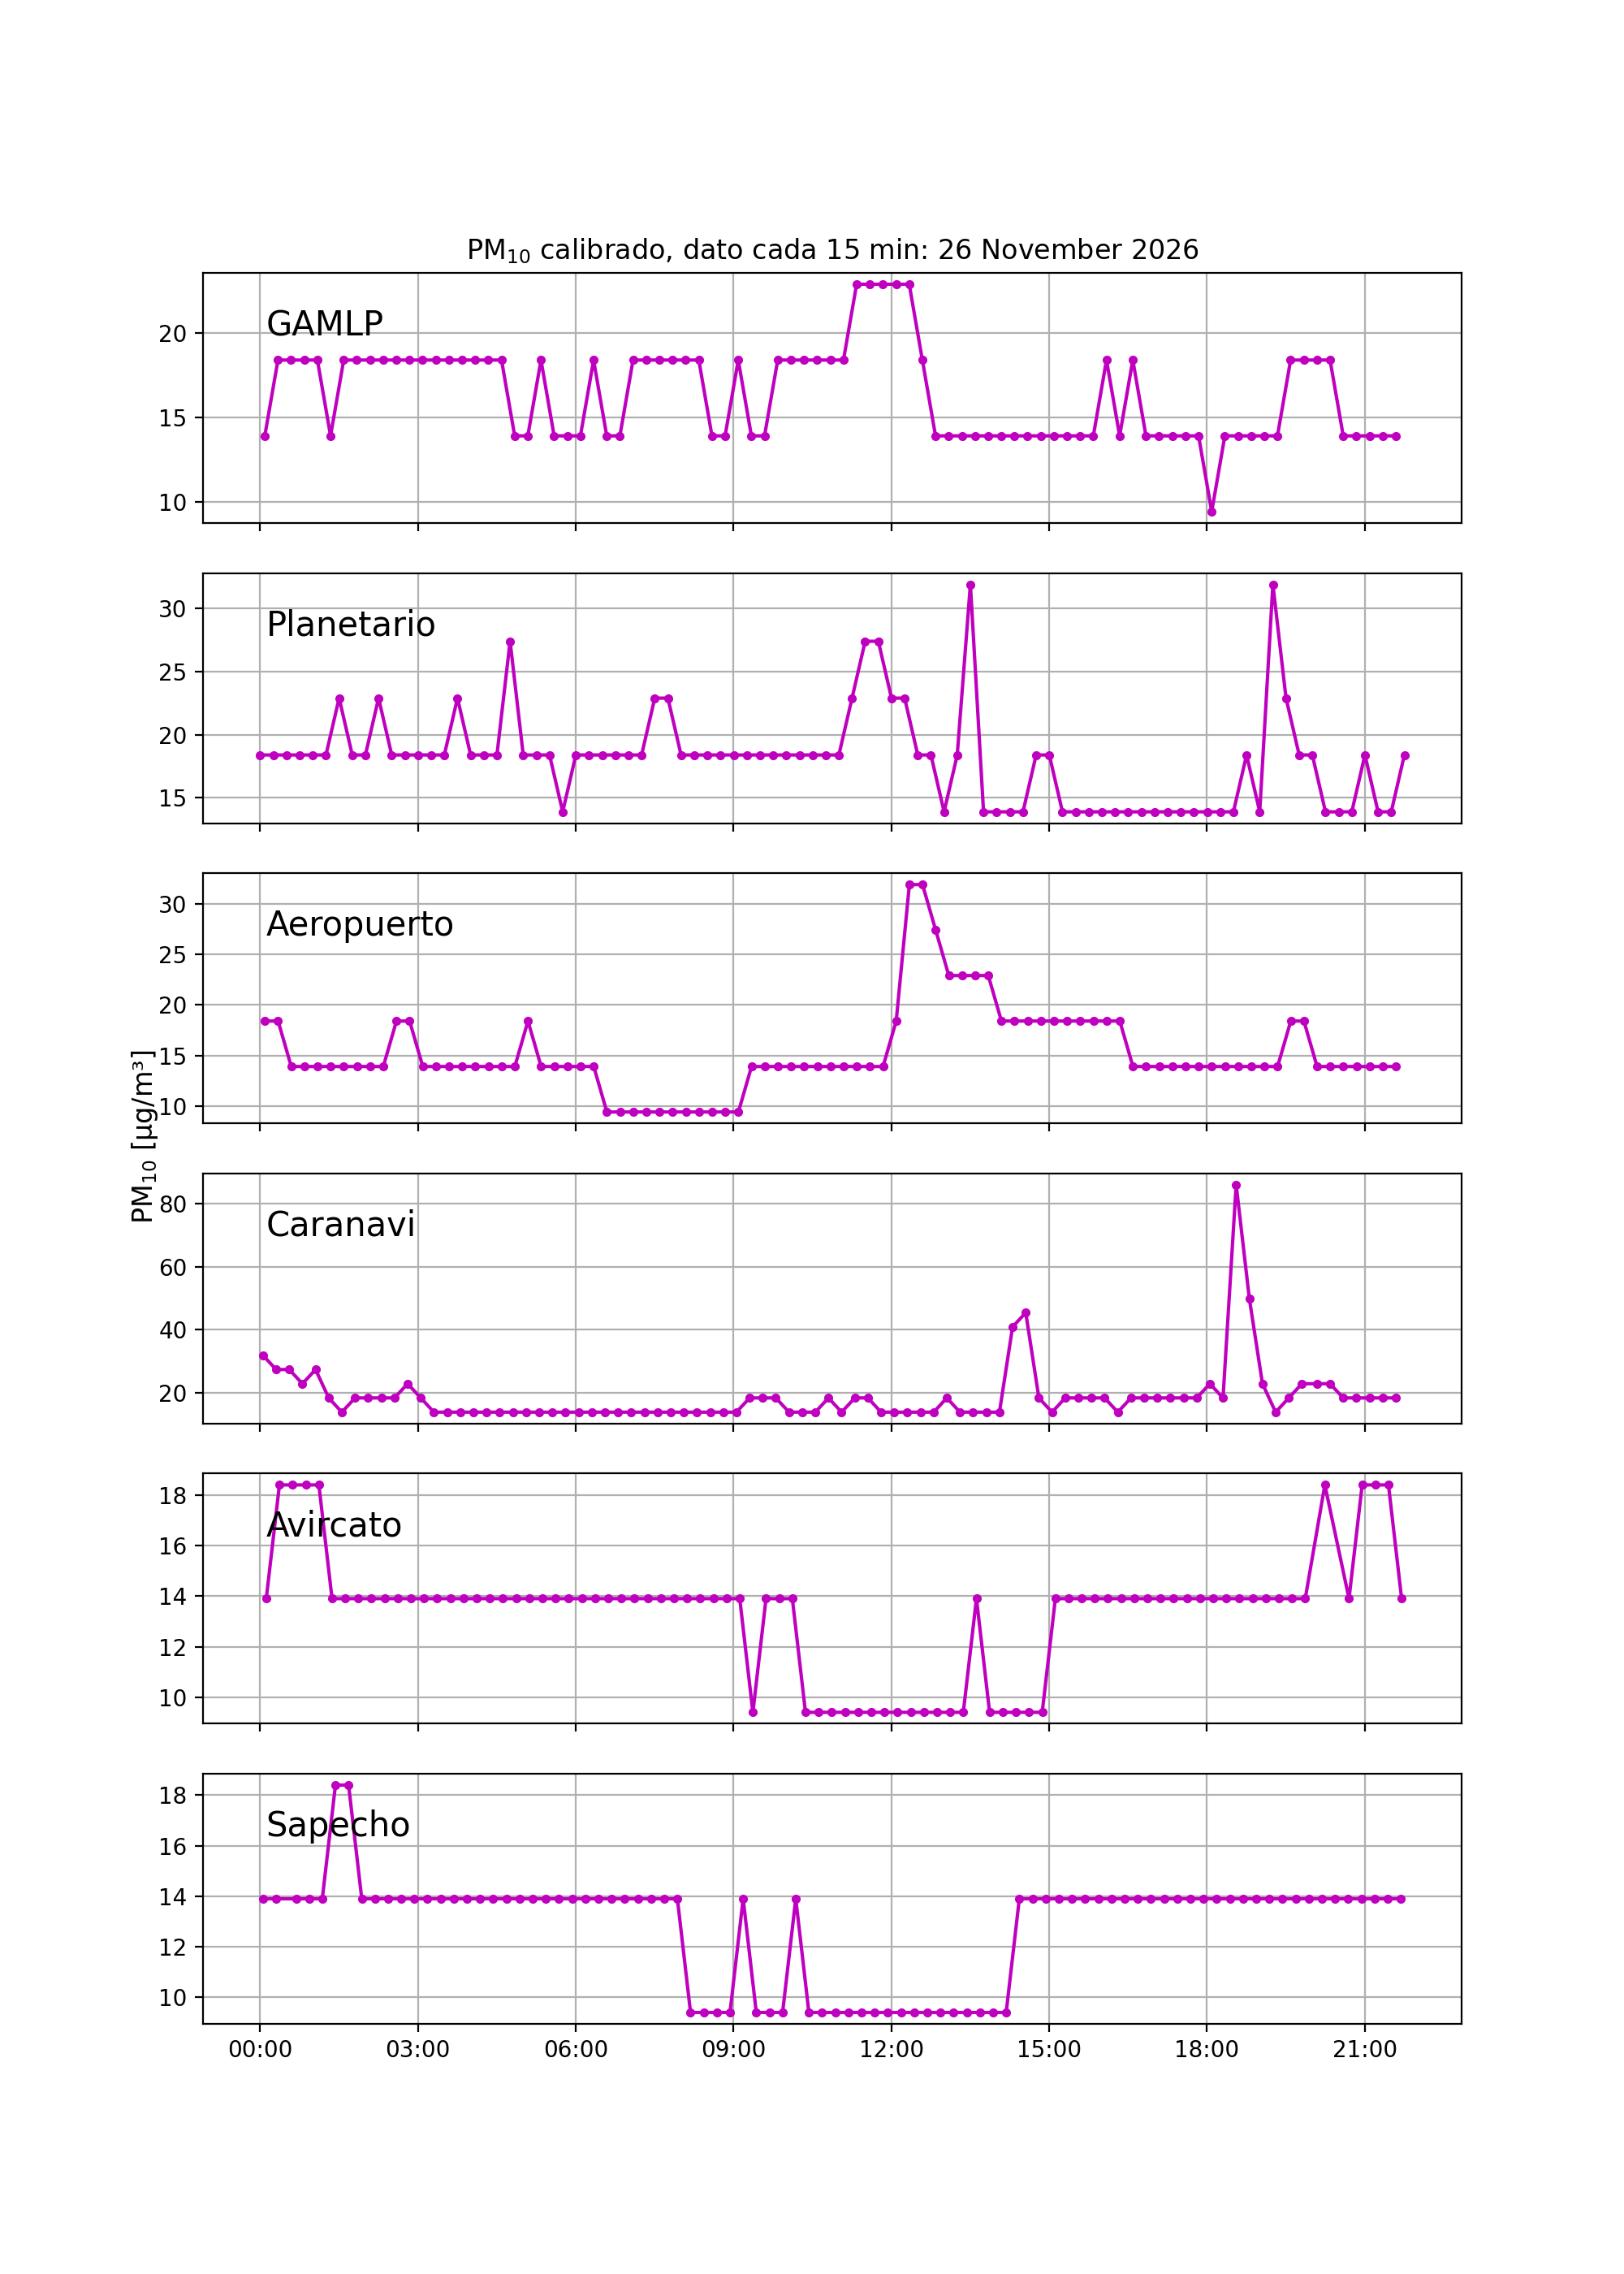 PM₁₀ calibrado, dato cada 15 min: 26 November 2026
GAMLP
20
15
10
Planetario
30
25
20
15
Aeropuerto
30
25
20
15
10
PM₁₀ [µg/m³]
Caranavi
80
60
40
20
Avircato
18
16
14
12
10
Sapecho
18
16
14
12
10
00:00 03:00 06:00 09:00 12:00 15:00 18:00 21:00